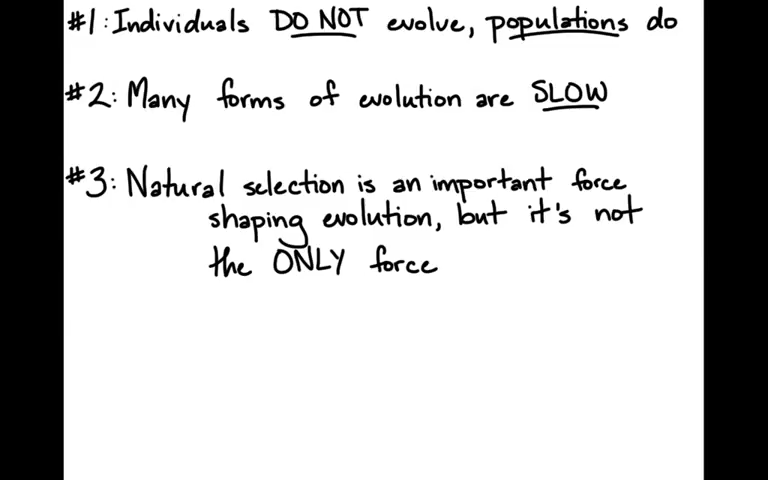 #1: Individuals DO NOT evolve, populations do
#2: Many forms of evolution are SLOW
#3: Natural selection is an important force
shaping evolution, but it's not
the ONLY force